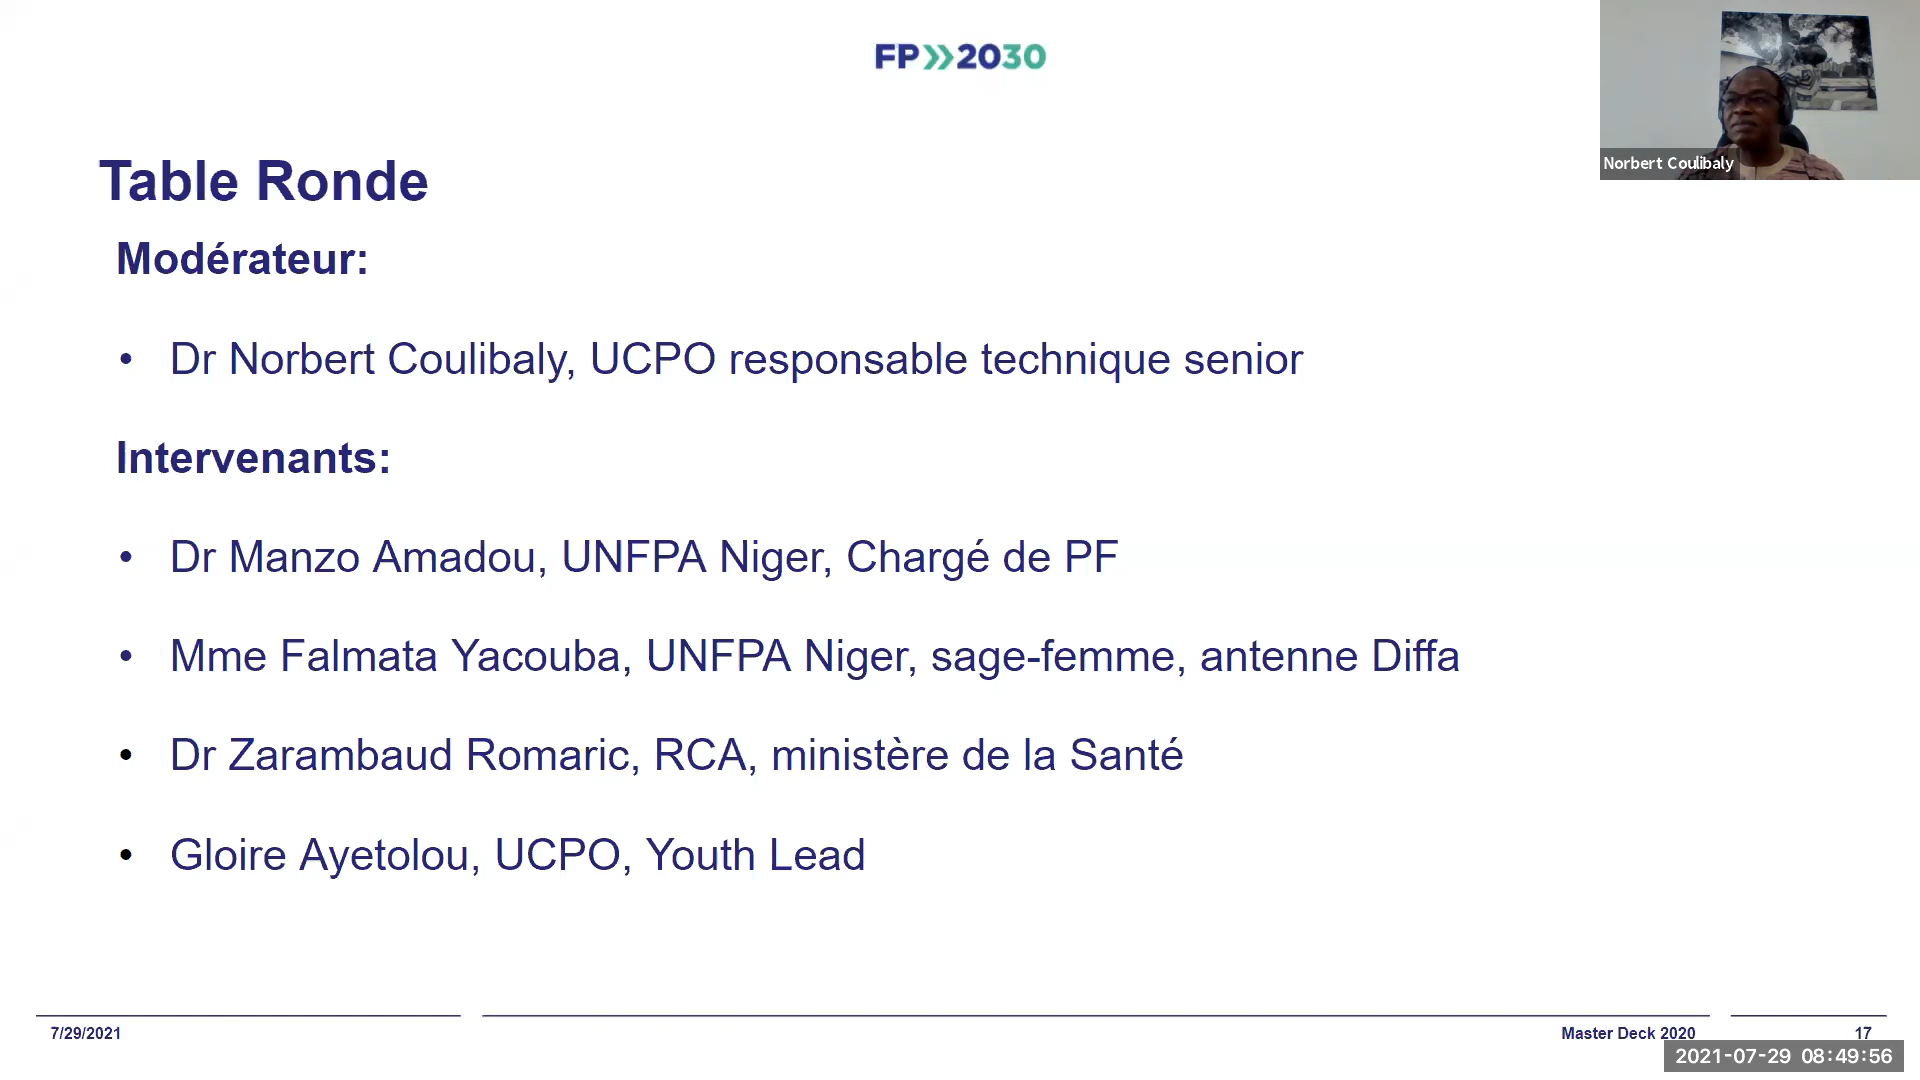 FP 2030
Norbert Coulibaly
Table Ronde
Modérateur:
• Dr Norbert Coulibaly, UCPO responsable technique senior
Intervenants:
• Dr Manzo Amadou, UNFPA Niger, Chargé de PF
• Mme Falmata Yacouba, UNFPA Niger, sage-femme, antenne Diffa
• Dr Zarambaud Romaric, RCA, ministère de la Santé
• Gloire Ayetolou, UCPO, Youth Lead
7/29/2021
Master Deck 2020
17
2021-07-29 08:49:56